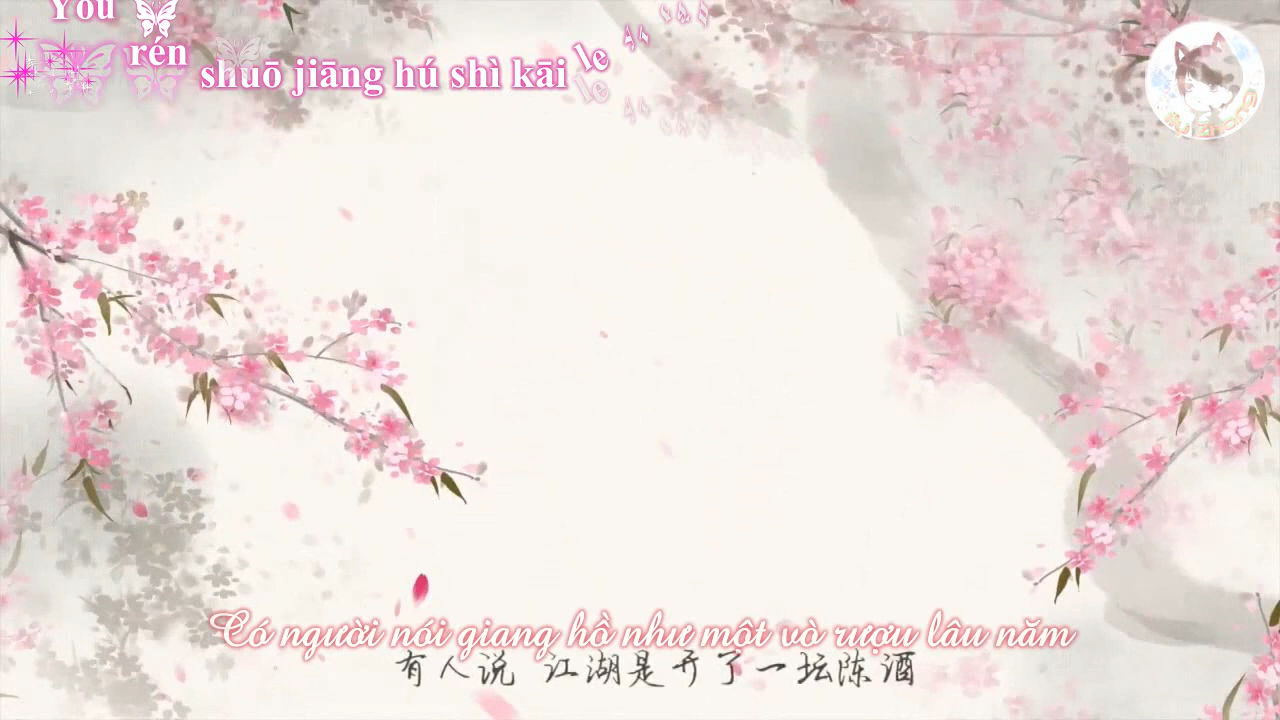 Yǒu rén shuō jiāng hú shì kāi le
Có người nói giang hồ như một vò rượu lâu năm
有人说 江湖是开了一坛陈酒